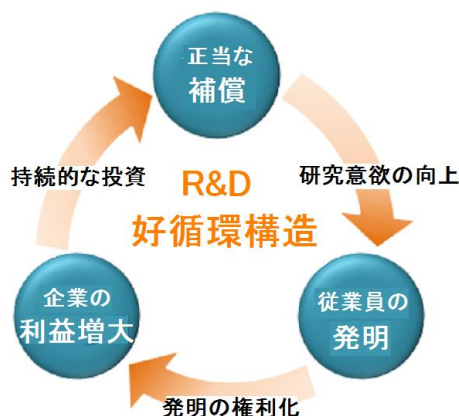 正当な
補償
持続的な投資
研究意欲の向上
R&D
好循環構造
企業の
利益増大
従業員の
発明
発明の権利化